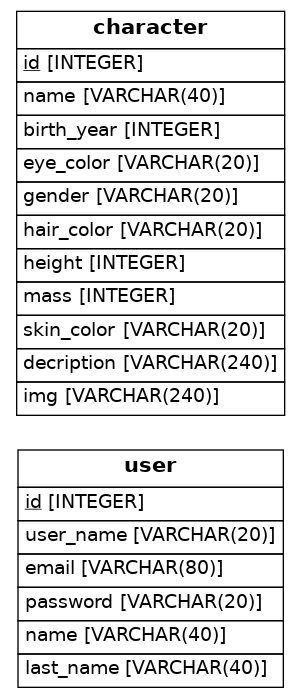 character
id [INTEGER]
name [VARCHAR(40)]
birth_year [INTEGER]
eye_color [VARCHAR(20)]
gender [VARCHAR(20)]
hair_color [VARCHAR(20)]
height [INTEGER]
mass [INTEGER]
skin_color [VARCHAR(20)]
decription [VARCHAR(240)]
img [VARCHAR(240)]
user
id [INTEGER]
user_name [VARCHAR(20)]
email [VARCHAR(80)]
password [VARCHAR(20)]
name [VARCHAR(40)]
last_name [VARCHAR(40)]